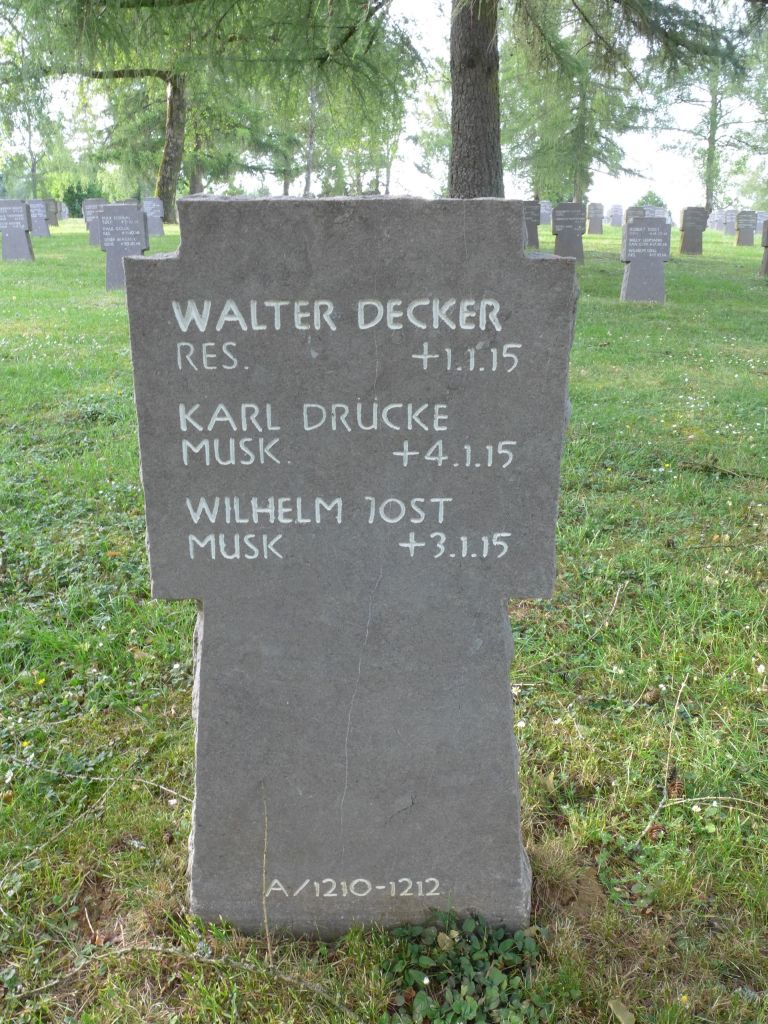 WALTER DECKER
RES. +1.1.15
KARL DRÜCKE
MUSK. +4.1.15
WILHELM JOST
MUSK +3.1.15
A/1210-1212